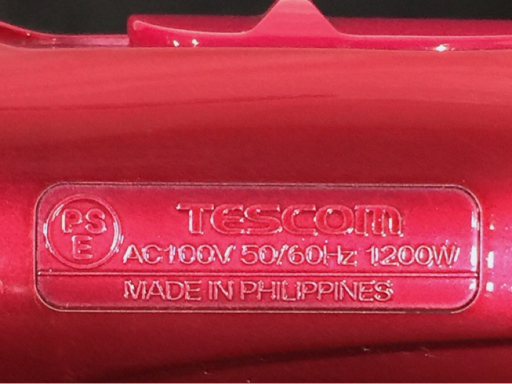 PS
E
TESCOM
AC100V 50/60Hz 1200W
MADE IN PHILIPPINES